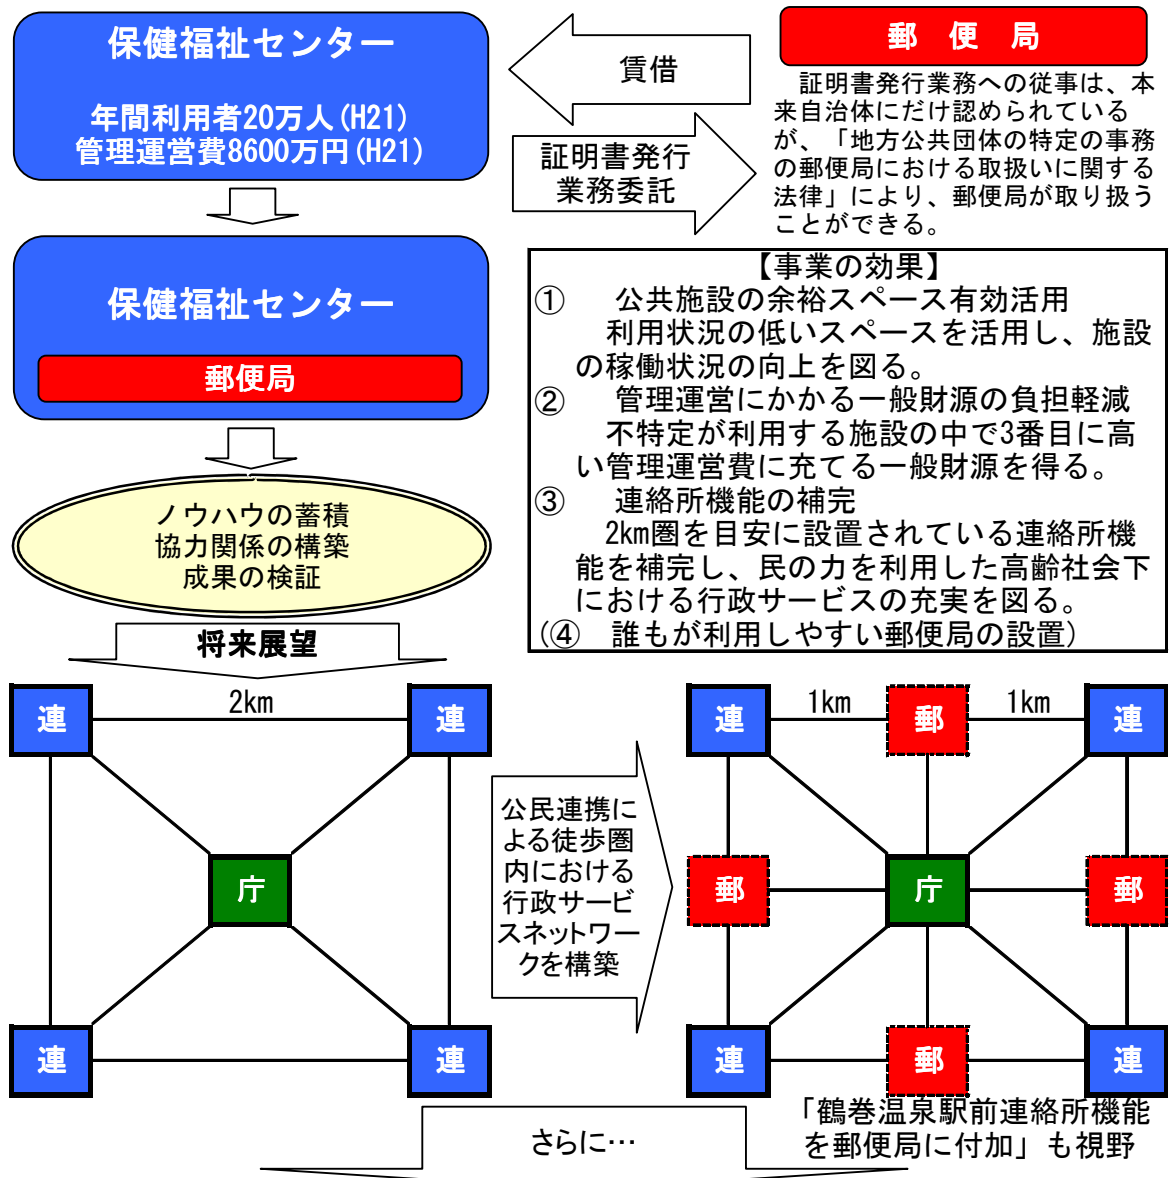 保健福祉センター
年間利用者20万人(H21)
管理運営費8600万円(H21)
賃借
証明書発行
業務委託
郵 便 局
証明書発行業務への従事は、本
来自治体にだけ認められている
が、「地方公共団体の特定の事務
の郵便局における取扱いに関する
法律」により、郵便局が取り扱う
ことができる。
保健福祉センター
郵便局
【事業の効果】
① 公共施設の余裕スペース有効活用
利用状況の低いスペースを活用し、施設
の稼働状況の向上を図る。
② 管理運営にかかる一般財源の負担軽減
不特定が利用する施設の中で3番目に高
い管理運営費に充てる一般財源を得る。
③ 連絡所機能の補完
2km圏を目安に設置されている連絡所機
能を補完し、民の力を利用した高齢社会下
における行政サービスの充実を図る。
(④ 誰もが利用しやすい郵便局の設置)
ノウハウの蓄積
協力関係の構築
成果の検証
将来展望
連
2km
連
庁
連
連
公民連携に
よる徒歩圏
内における
行政サービ
スネットワー
クを構築
連
1km
郵
1km
連
郵
庁
郵
連
郵
連
「鶴巻温泉駅前連絡所機能
を郵便局に付加」も視野
さらに…